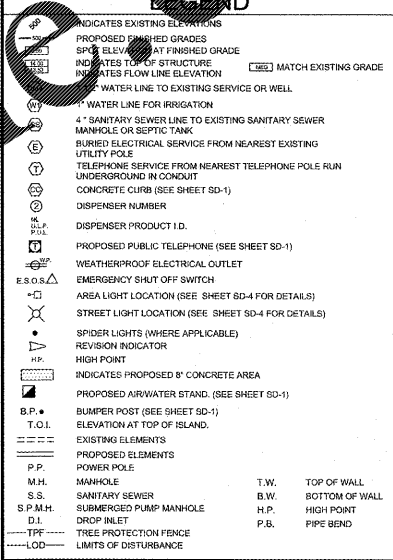 LEGEND
500 INDICATES EXISTING ELEVATIONS
500 PROPOSED FINISHED GRADES
SPOT ELEVATION AT FINISHED GRADE
INDICATES TOP OF STRUCTURE
INDICATES FLOW LINE ELEVATION
MEG MATCH EXISTING GRADE
WATER LINE TO EXISTING SERVICE OR WELL
1" WATER LINE FOR IRRIGATION
4" SANITARY SEWER LINE TO EXISTING SANITARY SEWER
MANHOLE OR SEPTIC TANK
E BURIED ELECTRICAL SERVICE FROM NEAREST EXISTING
UTILITY POLE
T TELEPHONE SERVICE FROM NEAREST TELEPHONE POLE RUN
UNDERGROUND IN CONDUIT
CC CONCRETE CURB (SEE SHEET SD-1)
2 DISPENSER NUMBER
DISPENSER PRODUCT I.D.
T PROPOSED PUBLIC TELEPHONE (SEE SHEET SD-1)
W.P. WEATHERPROOF ELECTRICAL OUTLET
E.S.O.S. EMERGENCY SHUT OFF SWITCH
AREA LIGHT LOCATION (SEE SHEET SD-4 FOR DETAILS)
STREET LIGHT LOCATION (SEE SHEET SD-4 FOR DETAILS)
SPIDER LIGHTS (WHERE APPLICABLE)
REVISION INDICATOR
H.P. HIGH POINT
INDICATES PROPOSED 8" CONCRETE AREA
PROPOSED AIR/WATER STAND. (SEE SHEET SD-1)
B.P. BUMPER POST (SEE SHEET SD-1)
T.O.I. ELEVATION AT TOP OF ISLAND.
EXISTING ELEMENTS
PROPOSED ELEMENTS
P.P. POWER POLE
M.H. MANHOLE T.W. TOP OF WALL
S.S. SANITARY SEWER B.W. BOTTOM OF WALL
S.P.M.H. SUBMERGED PUMP MANHOLE H.P. HIGH POINT
D.I. DROP INLET P.B. PIPE BEND
TPF TREE PROTECTION FENCE
LOD LIMITS OF DISTURBANCE